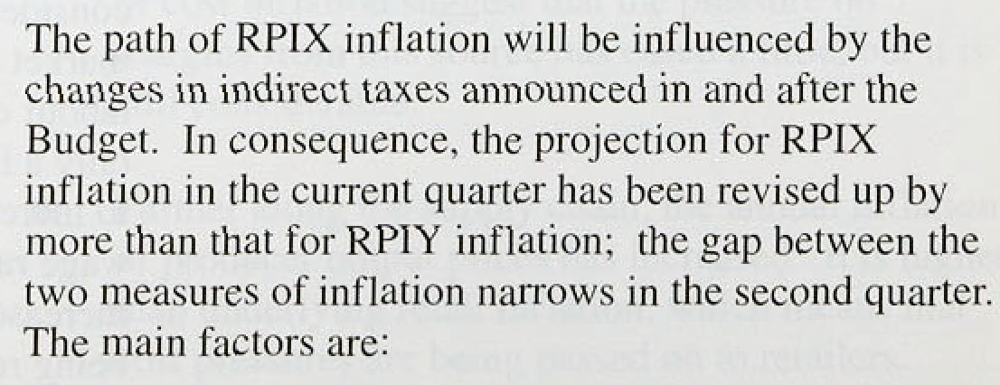 The path of RPIX inflation will be influenced by the
changes in indirect taxes announced in and after the
Budget.  In consequence, the projection for RPIX
inflation in the current quarter has been revised up by
more than that for RPIY inflation;  the gap between the
two measures of inflation narrows in the second quarter.
The main factors are: